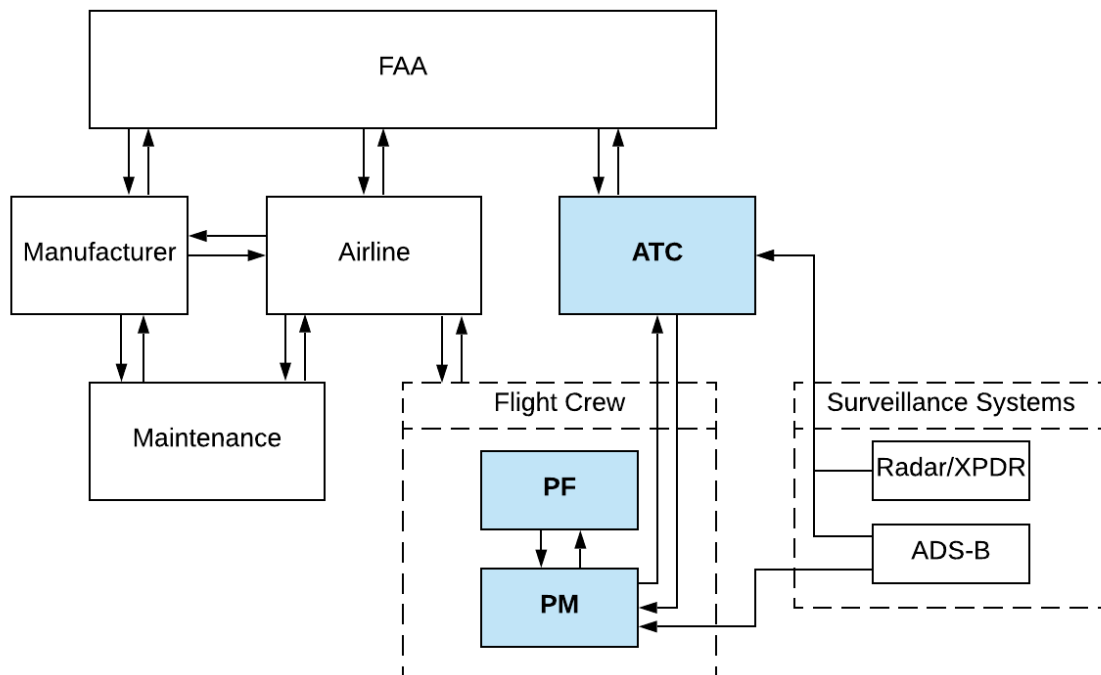 FAA
Manufacturer
Airline
ATC
Maintenance
Flight Crew
Surveillance Systems
PF
Radar/XPDR
ADS-B
PM